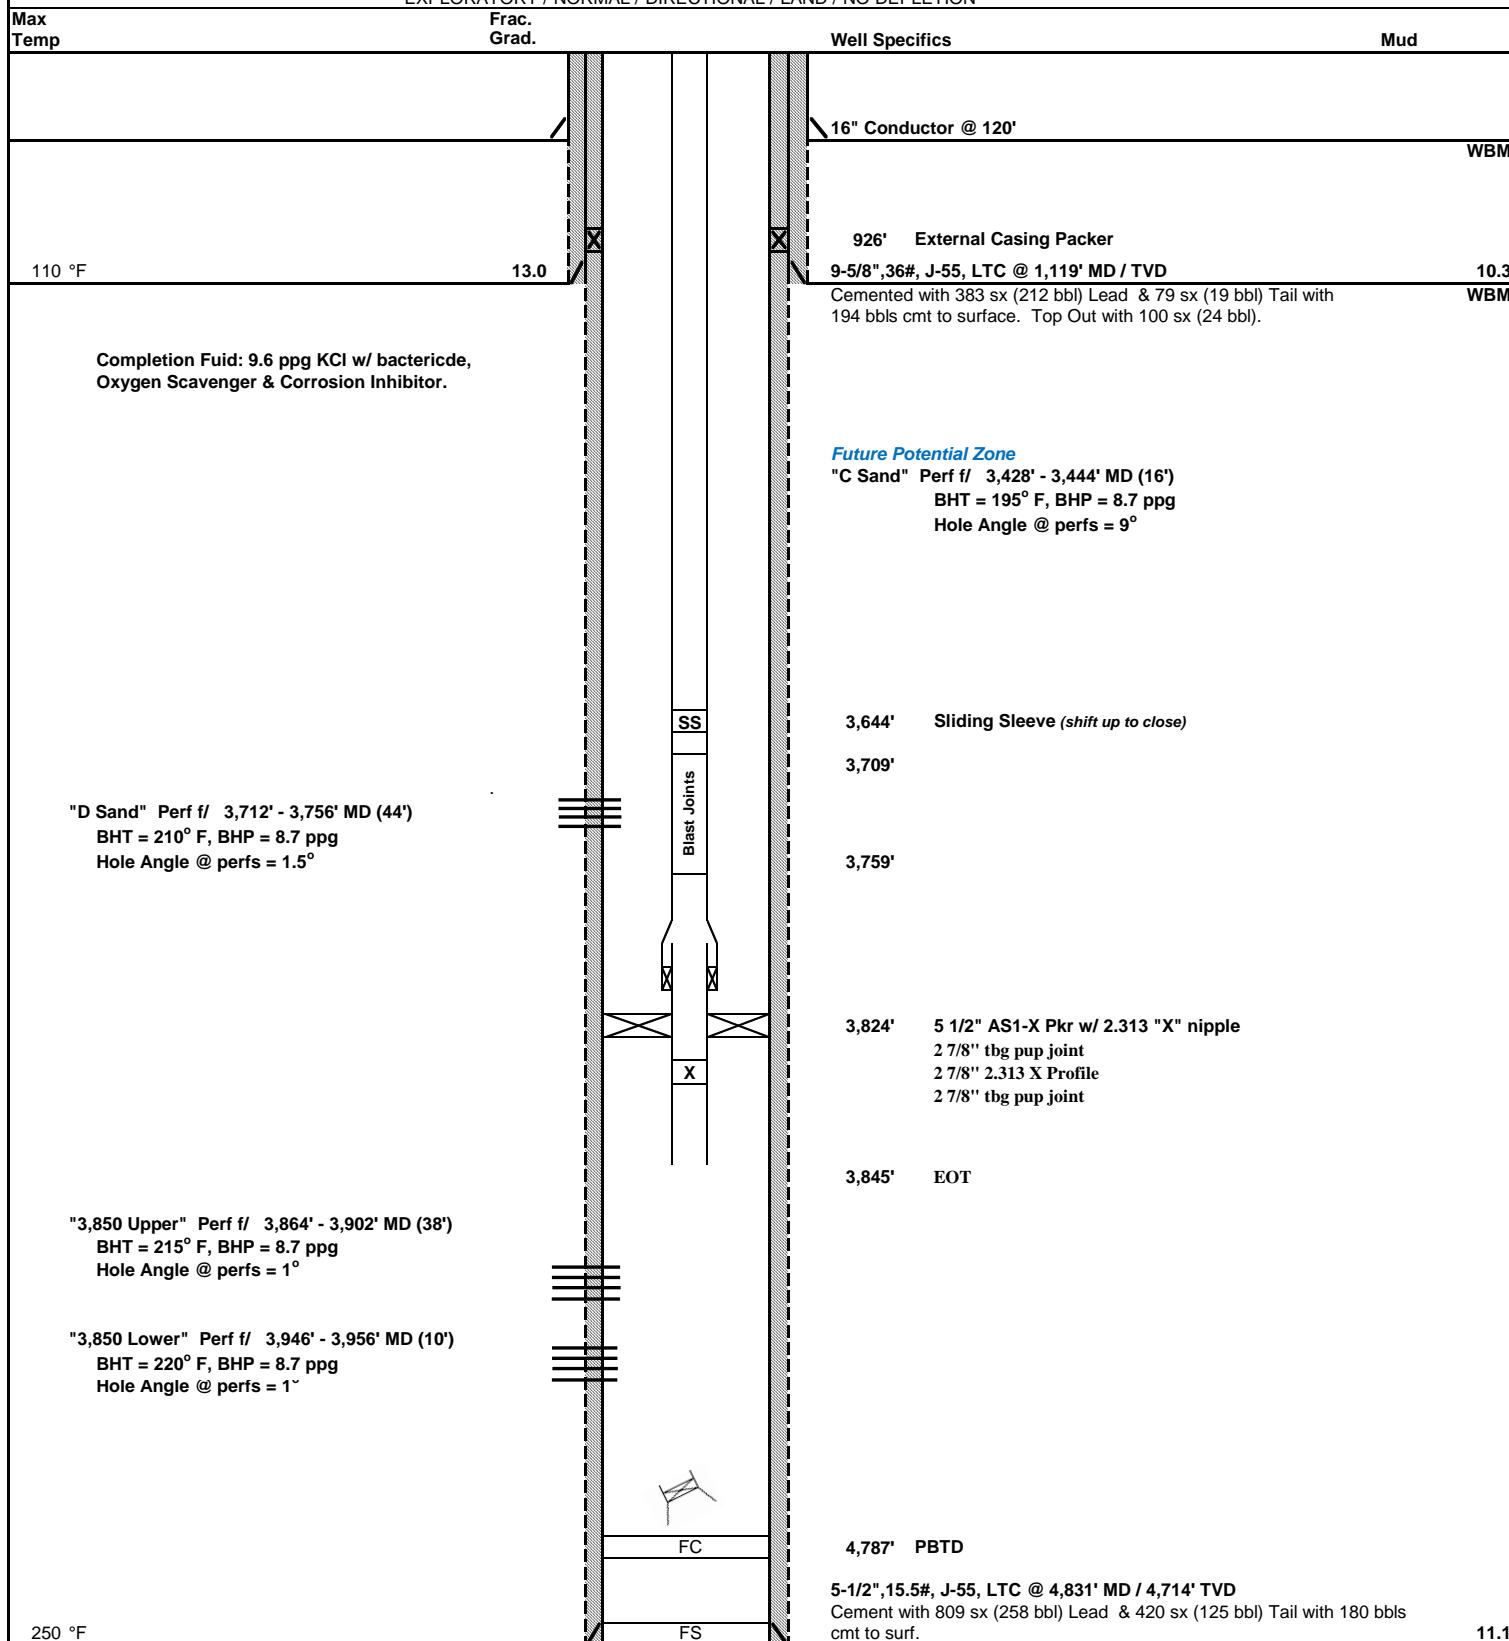 EXPLORATORY / NORMAL / DIRECTIONAL / LAND / NO DEPLETION
Max Temp
Frac. Grad.
Well Specifics
Mud
16" Conductor @ 120'
WBM
X
X
926' External Casing Packer
110 °F
13.0
9-5/8",36#, J-55, LTC @ 1,119' MD / TVD
10.3
Cemented with 383 sx (212 bbl) Lead & 79 sx (19 bbl) Tail with
WBM
194 bbls cmt to surface. Top Out with 100 sx (24 bbl).
Completion Fuid: 9.6 ppg KCl w/ bactericde,
Oxygen Scavenger & Corrosion Inhibitor.
Future Potential Zone
"C Sand" Perf f/ 3,428' - 3,444' MD (16')
BHT = 195° F, BHP = 8.7 ppg
Hole Angle @ perfs = 9°
SS
3,644' Sliding Sleeve (shift up to close)
3,709'
Blast Joints
"D Sand" Perf f/ 3,712' - 3,756' MD (44')
BHT = 210° F, BHP = 8.7 ppg
Hole Angle @ perfs = 1.5°
3,759'
3,824' 5 1/2" AS1-X Pkr w/ 2.313 "X" nipple
2 7/8" tbg pup joint
X
2 7/8" 2.313 X Profile
2 7/8" tbg pup joint
3,845' EOT
"3,850 Upper" Perf f/ 3,864' - 3,902' MD (38')
BHT = 215° F, BHP = 8.7 ppg
Hole Angle @ perfs = 1°
"3,850 Lower" Perf f/ 3,946' - 3,956' MD (10')
BHT = 220° F, BHP = 8.7 ppg
Hole Angle @ perfs = 1°
FC
4,787' PBTD
5-1/2",15.5#, J-55, LTC @ 4,831' MD / 4,714' TVD
Cement with 809 sx (258 bbl) Lead & 420 sx (125 bbl) Tail with 180 bbls
250 °F
FS
cmt to surf.
11.1